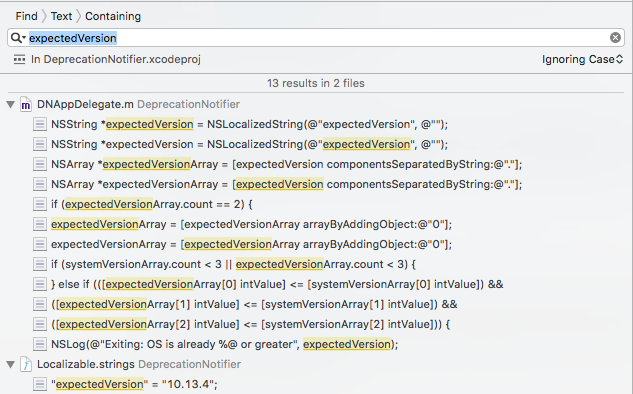 Find > Text > Containing
expectedVersion
In DeprecationNotifier.xcodeproj Ignoring Case
13 results in 2 files
DNAppDelegate.m DeprecationNotifier
NSString *expectedVersion = NSLocalizedString(@"expectedVersion", @"");
NSString *expectedVersion = NSLocalizedString(@"expectedVersion", @"");
NSArray *expectedVersionArray = [expectedVersion componentsSeparatedByString:@"."];
NSArray *expectedVersionArray = [expectedVersion componentsSeparatedByString:@"."];
if (expectedVersionArray.count == 2) {
expectedVersionArray = [expectedVersionArray arrayByAddingObject:@"0"];
expectedVersionArray = [expectedVersionArray arrayByAddingObject:@"0"];
if (systemVersionArray.count < 3 || expectedVersionArray.count < 3) {
} else if (([expectedVersionArray[0] intValue] <= [systemVersionArray[0] intValue]) &&
([expectedVersionArray[1] intValue] <= [systemVersionArray[1] intValue]) &&
([expectedVersionArray[2] intValue] <= [systemVersionArray[2] intValue])) {
NSLog(@"Exiting: OS is already %@ or greater", expectedVersion);
Localizable.strings DeprecationNotifier
"expectedVersion" = "10.13.4";